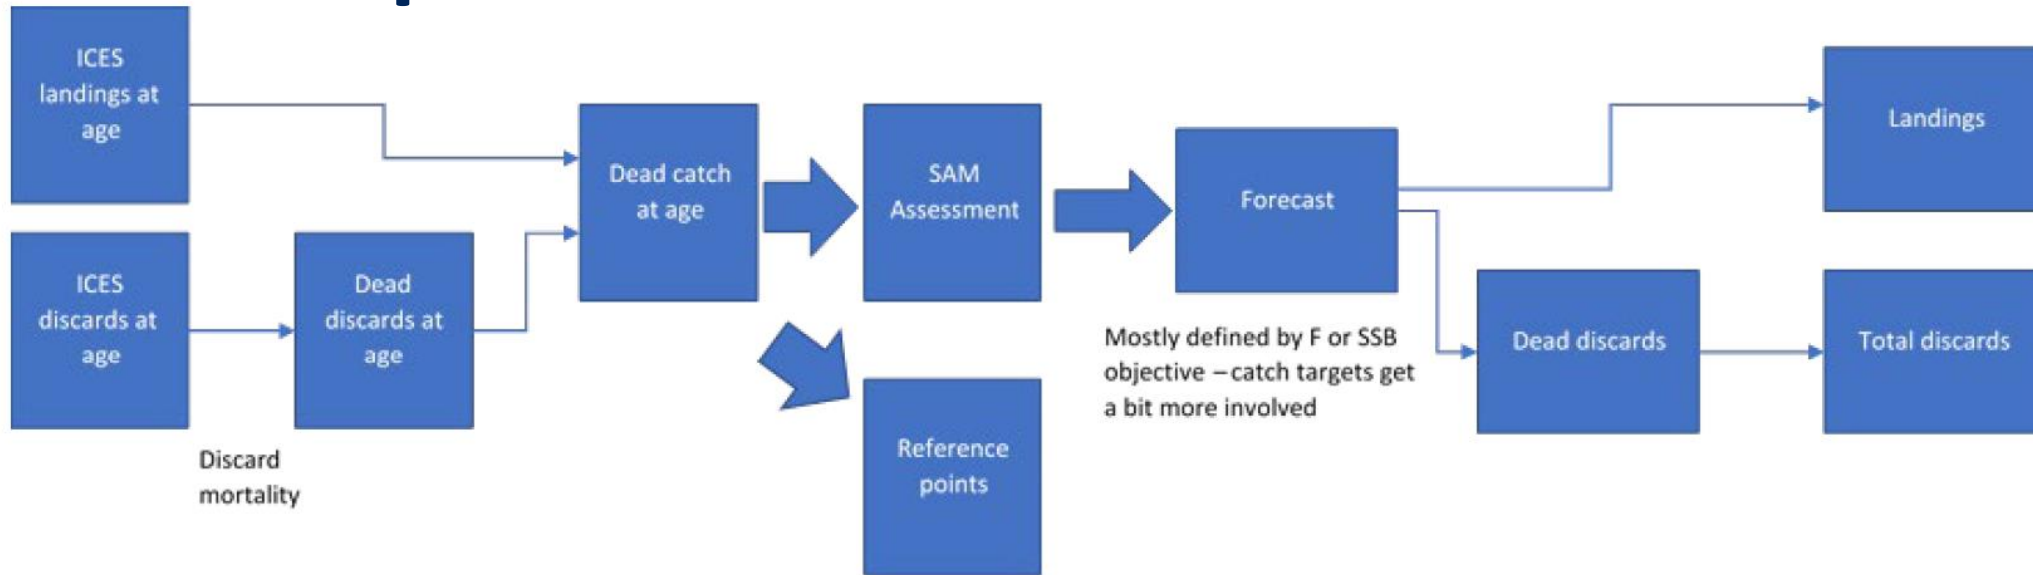 ICES
landings at
age
ICES
discards at
age
Discard
mortality
Dead
discards at
age
Dead catch
at age
SAM
Assessment
Reference
points
Forecast
Mostly defined by F or SSB
objective – catch targets get
a bit more involved
Landings
Dead discards
Total discards